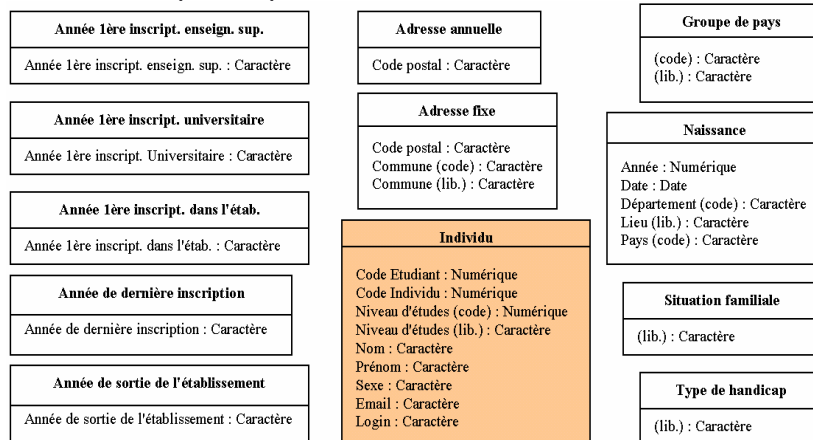 Année 1ère inscript. enseign. sup.
Année 1ère inscript. enseign. sup. : Caractère
Année 1ère inscript. universitaire
Année 1ère inscript. Universitaire : Caractère
Année 1ère inscript. dans l'étab.
Année 1ère inscript. dans l'étab. : Caractère
Année de dernière inscription
Année de dernière inscription : Caractère
Année de sortie de l'établissement
Année de sortie de l'établissement : Caractère
Adresse annuelle
Code postal : Caractère
Adresse fixe
Code postal : Caractère
Commune (code) : Caractère
Commune (lib.) : Caractère
Individu
Code Etudiant : Numérique
Code Individu : Numérique
Niveau d'études (code) : Numérique
Niveau d'études (lib.) : Caractère
Nom : Caractère
Prénom : Caractère
Sexe : Caractère
Email : Caractère
Login : Caractère
Groupe de pays
(code) : Caractère
(lib.) : Caractère
Naissance
Année : Numérique
Date : Date
Département (code) : Caractère
Lieu (lib.) : Caractère
Pays (code) : Caractère
Situation familiale
(lib.) : Caractère
Type de handicap
(lib.) : Caractère